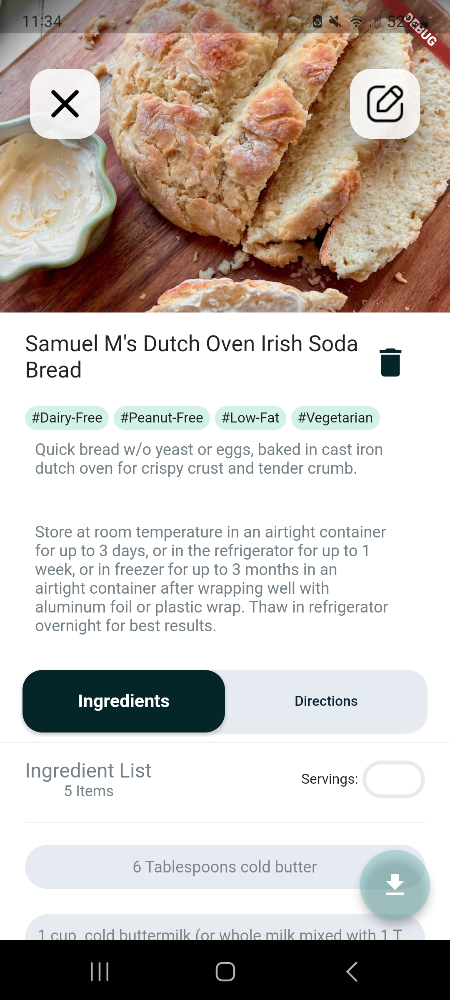 11:34
52%
DEBUG
Samuel M's Dutch Oven Irish Soda
Bread
#Dairy-Free #Peanut-Free #Low-Fat #Vegetarian
Quick bread w/o yeast or eggs, baked in cast iron
dutch oven for crispy crust and tender crumb.
Store at room temperature in an airtight container
for up to 3 days, or in the refrigerator for up to 1
week, or in freezer for up to 3 months in an
airtight container after wrapping well with
aluminum foil or plastic wrap. Thaw in refrigerator
overnight for best results.
Ingredients
Directions
Ingredient List
5 Items
Servings:
6 Tablespoons cold butter
1 cup cold buttermilk (or whole milk mixed with 1 T.